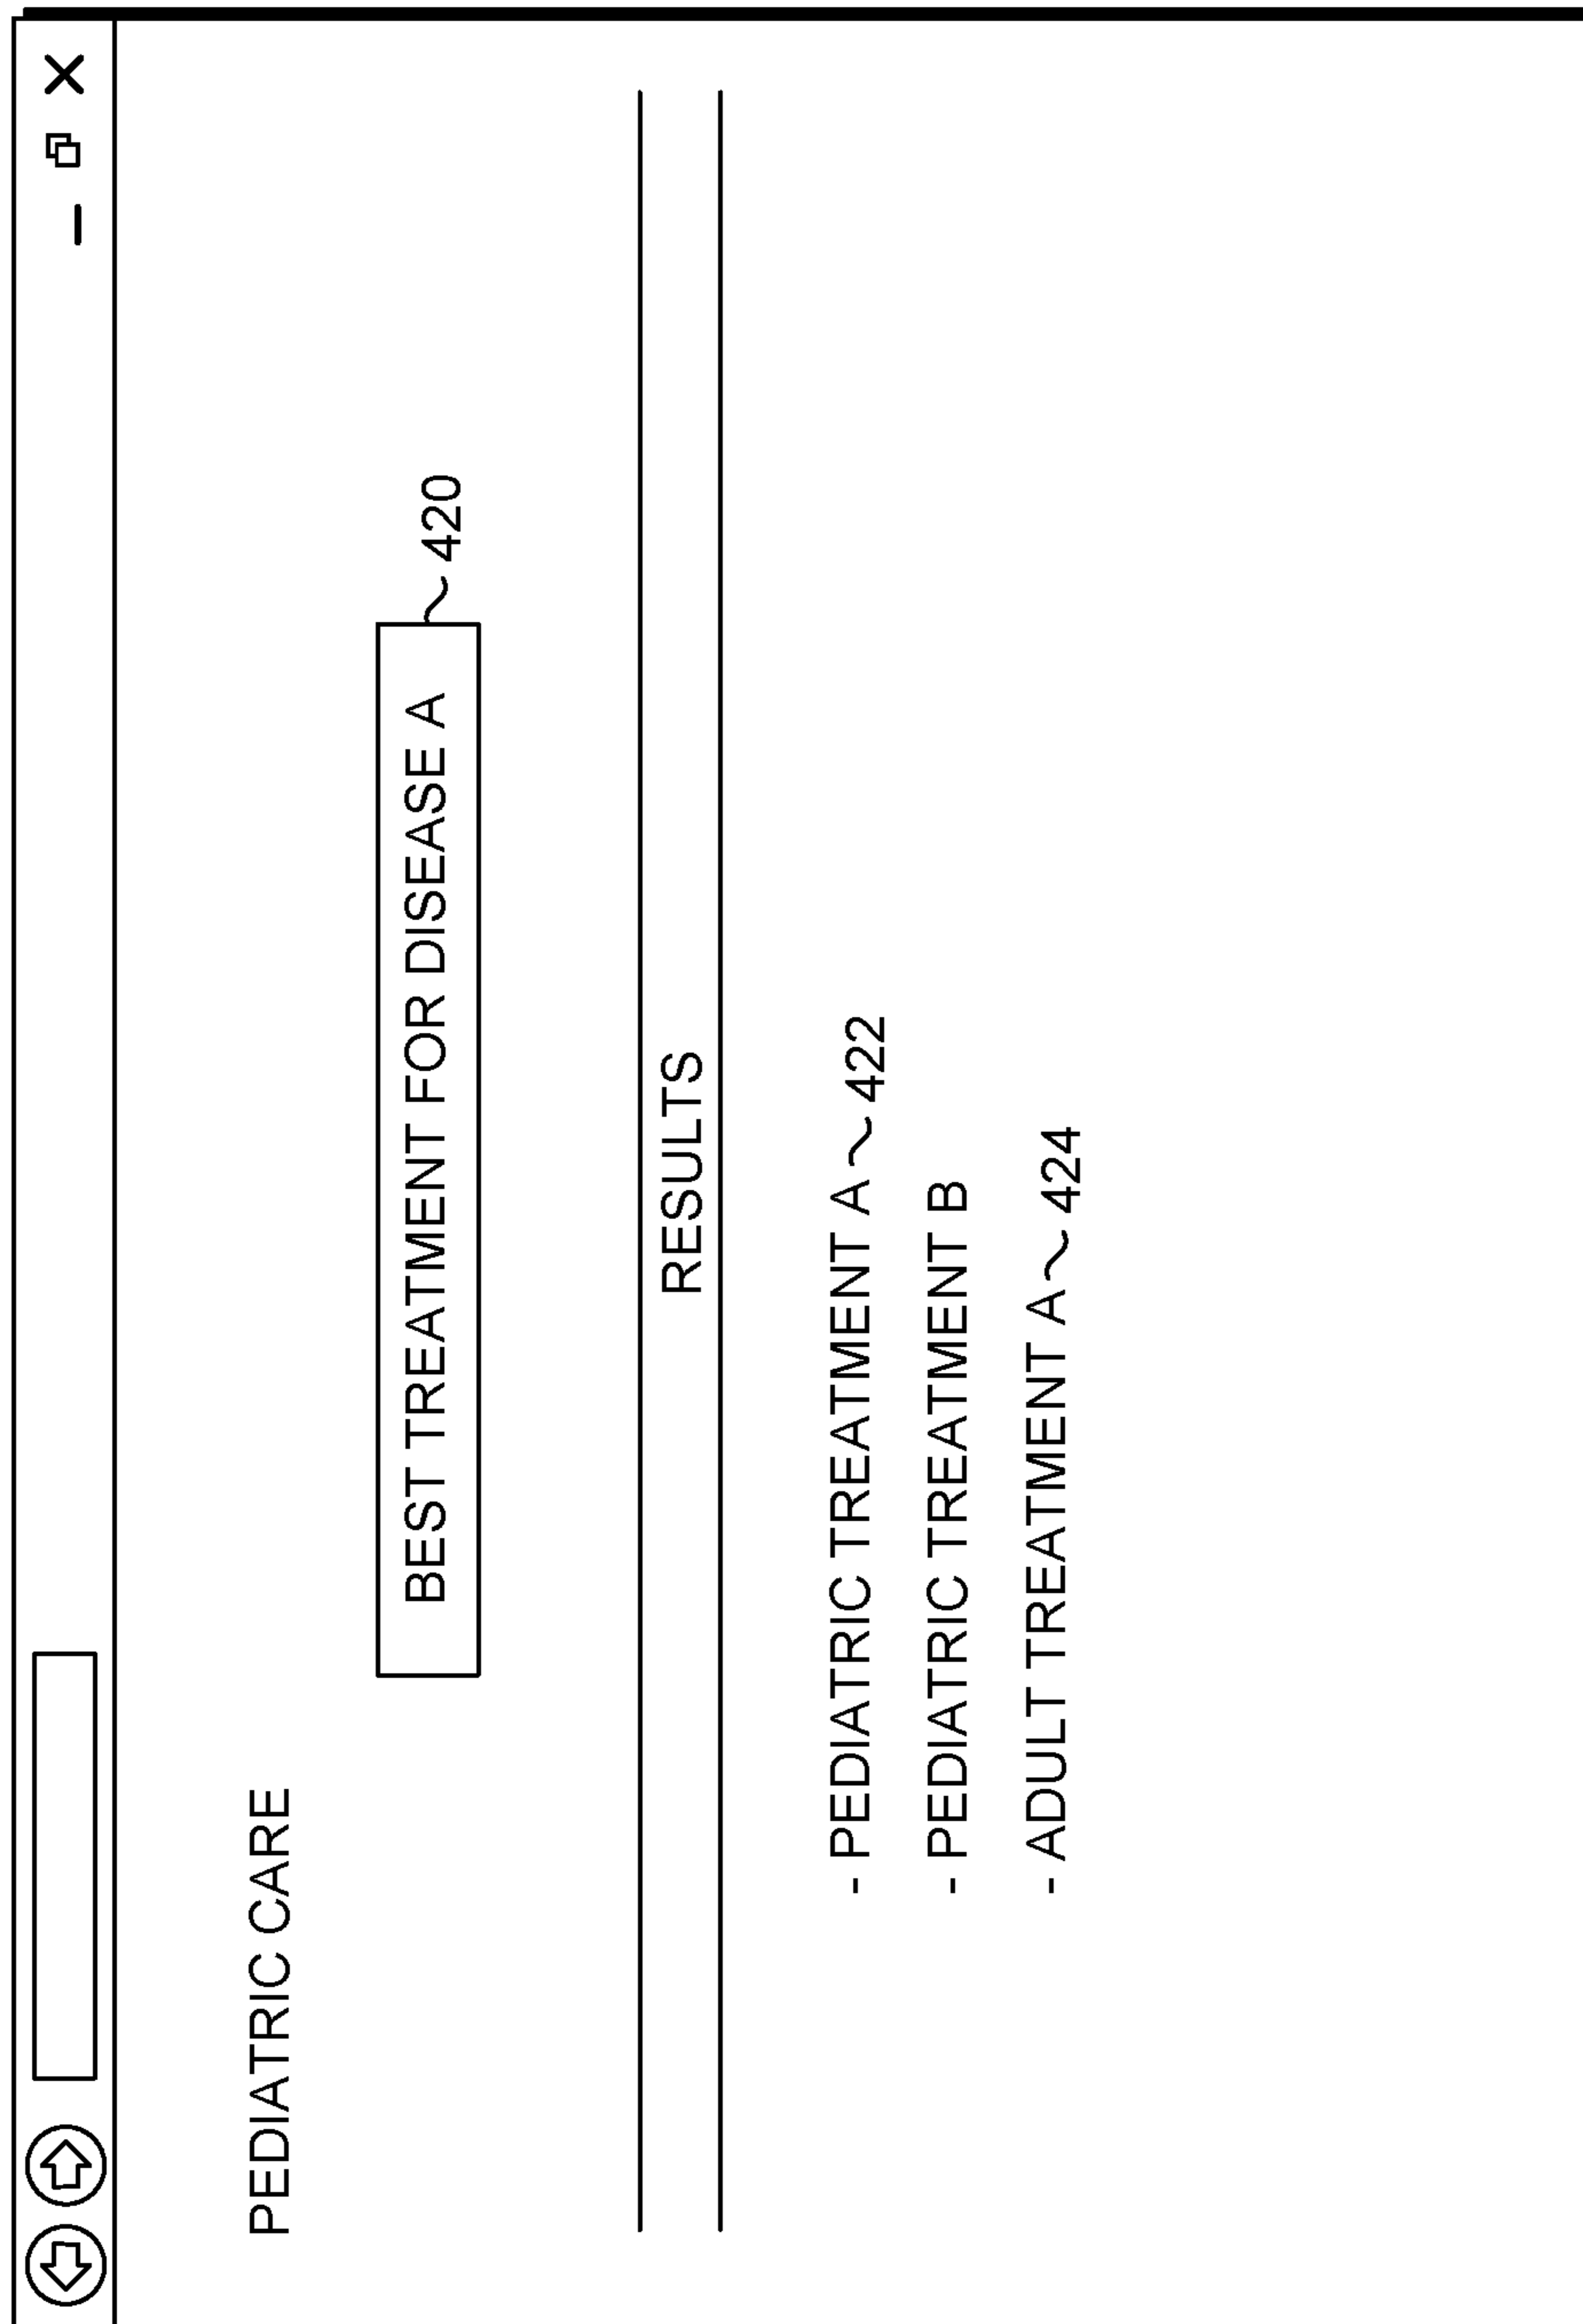 PEDIATRIC CARE
BEST TREATMENT FOR DISEASE A 420
RESULTS
- PEDIATRIC TREATMENT A 422
- PEDIATRIC TREATMENT B
- ADULT TREATMENT A 424